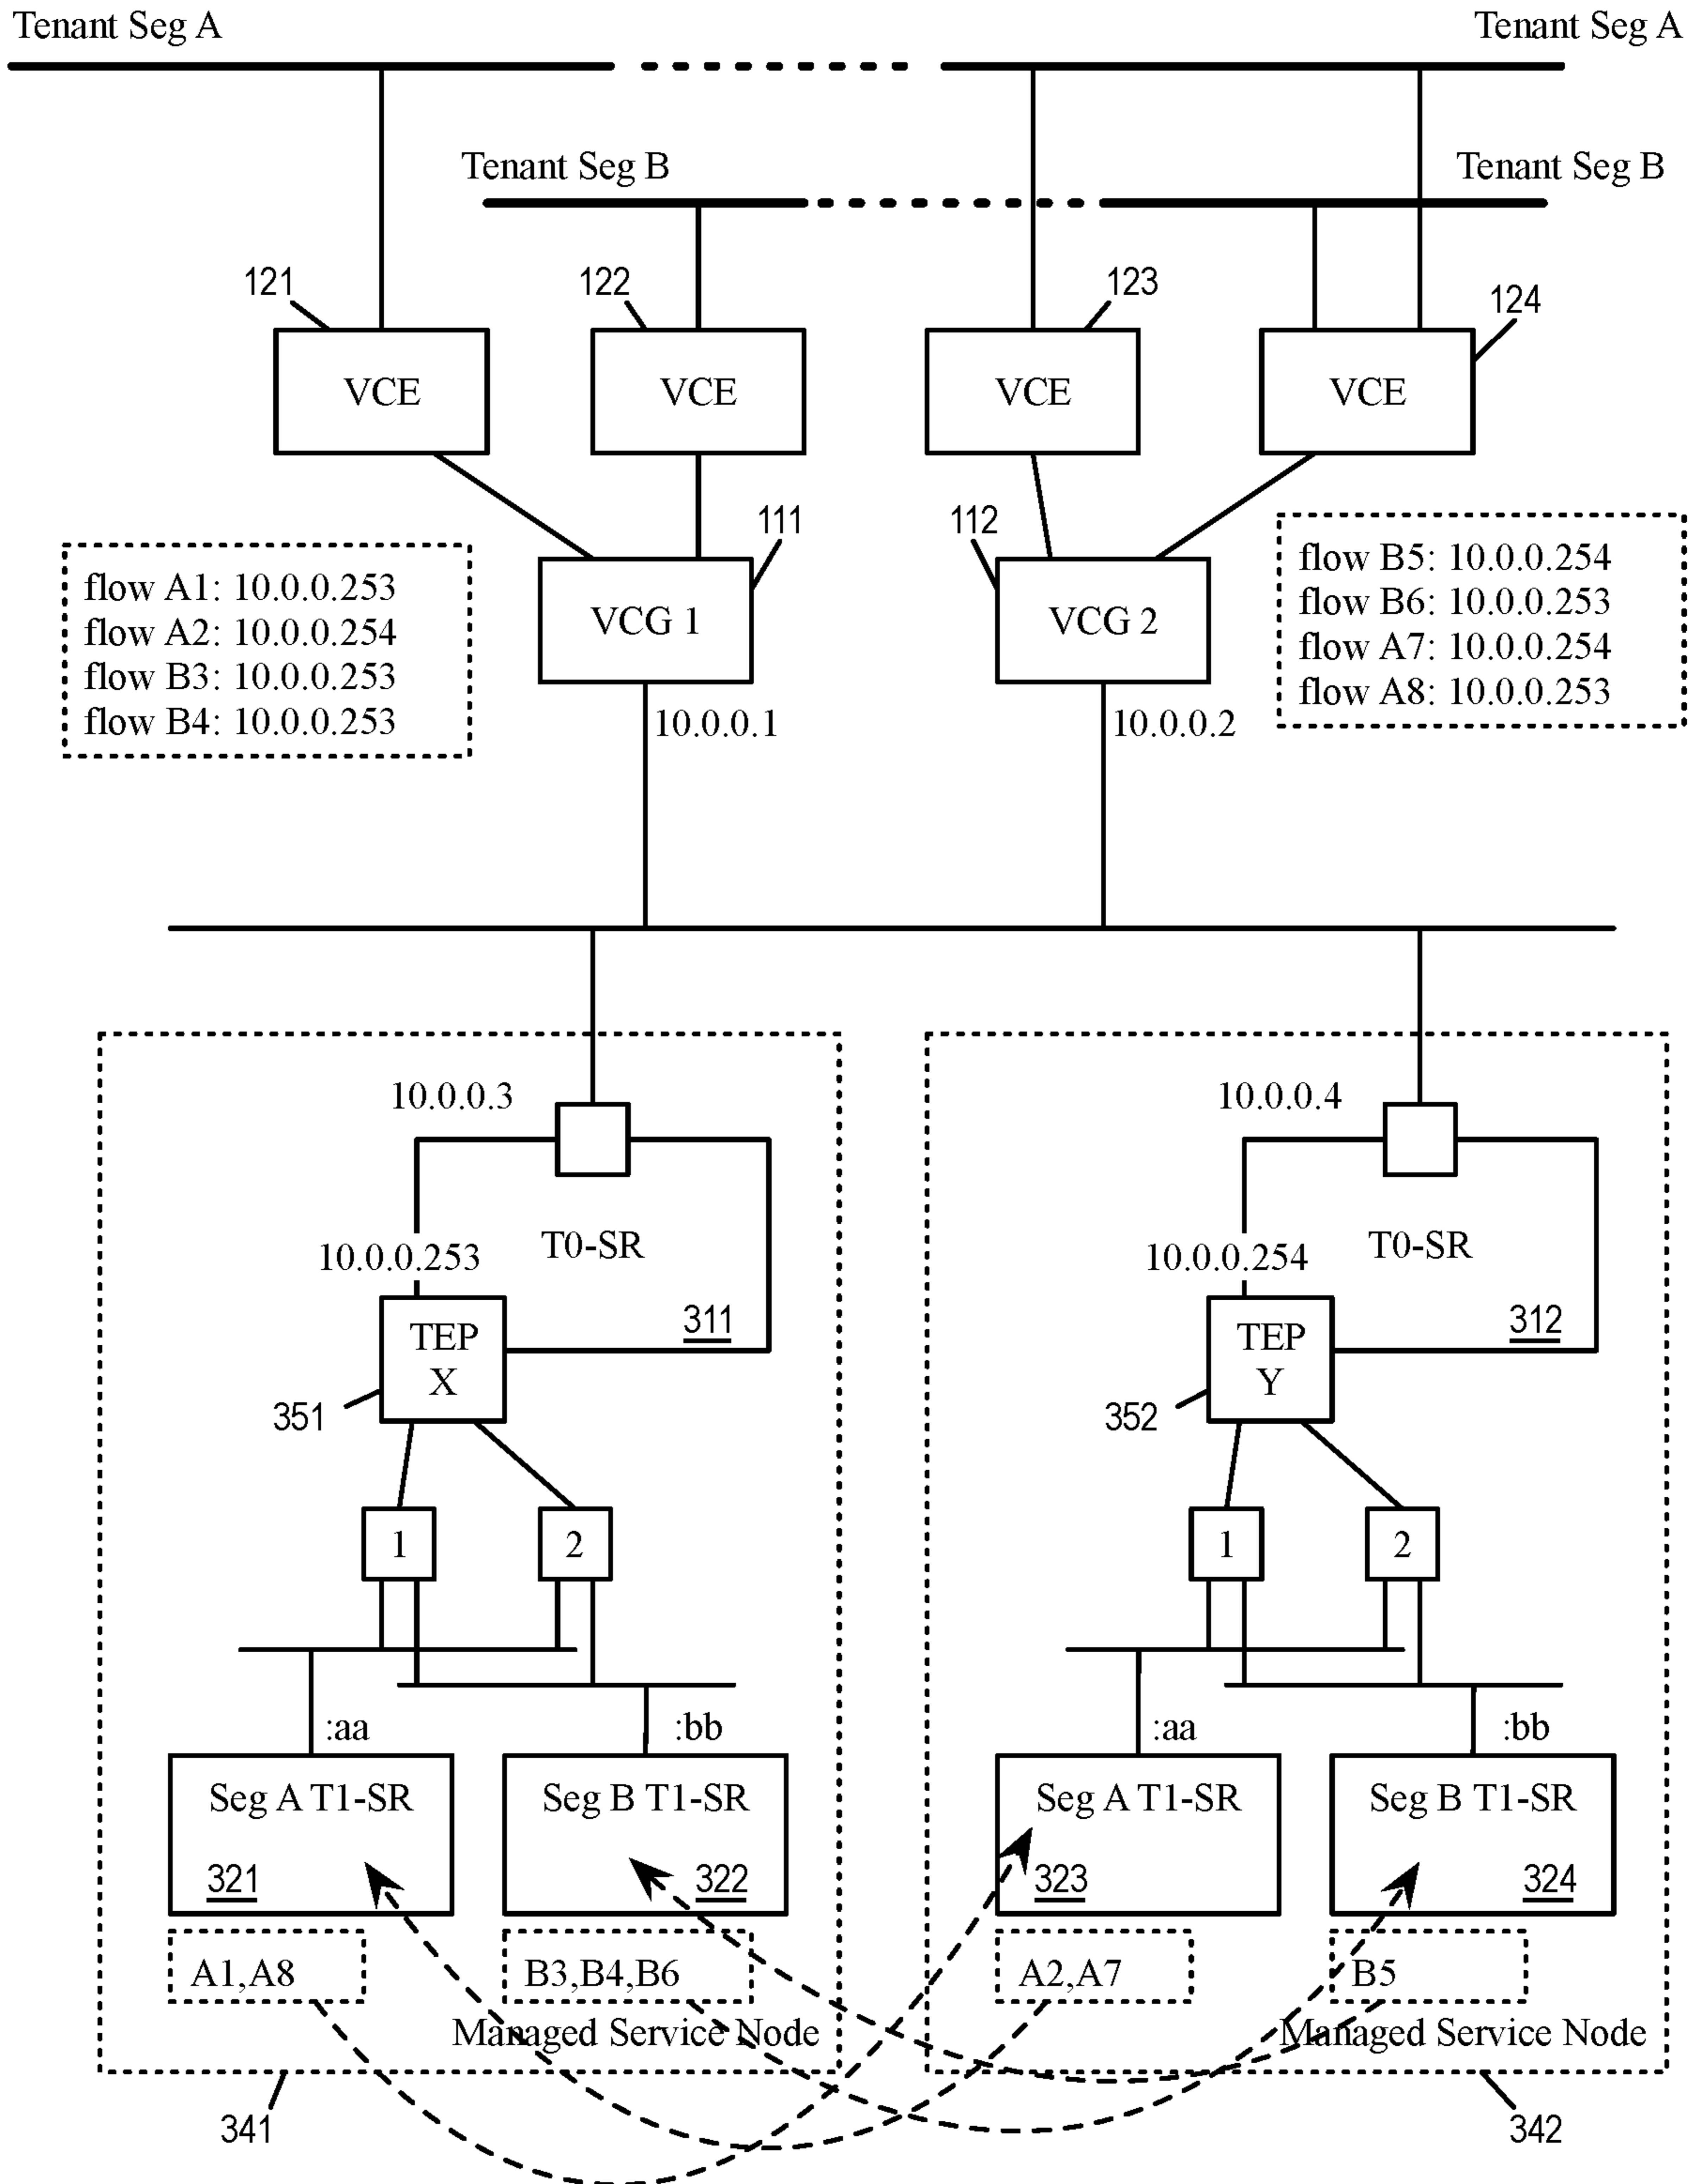 Tenant Seg A
Tenant Seg A
Tenant Seg B
Tenant Seg B
121
122
123
124
VCE
VCE
VCE
VCE
111
112
flow A1: 10.0.0.253
flow A2: 10.0.0.254
flow B3: 10.0.0.253
flow B4: 10.0.0.253
VCG 1
VCG 2
flow B5: 10.0.0.254
flow B6: 10.0.0.253
flow A7: 10.0.0.254
flow A8: 10.0.0.253
10.0.0.1
10.0.0.2
10.0.0.3
10.0.0.4
10.0.0.253
T0-SR
10.0.0.254
T0-SR
311
312
TEP
X
TEP
Y
351
352
1
2
1
2
:aa
:bb
:aa
:bb
Seg A T1-SR
Seg B T1-SR
Seg A T1-SR
Seg B T1-SR
321
322
323
324
A1,A8
B3,B4,B6
A2,A7
B5
Managed Service Node
Managed Service Node
341
342